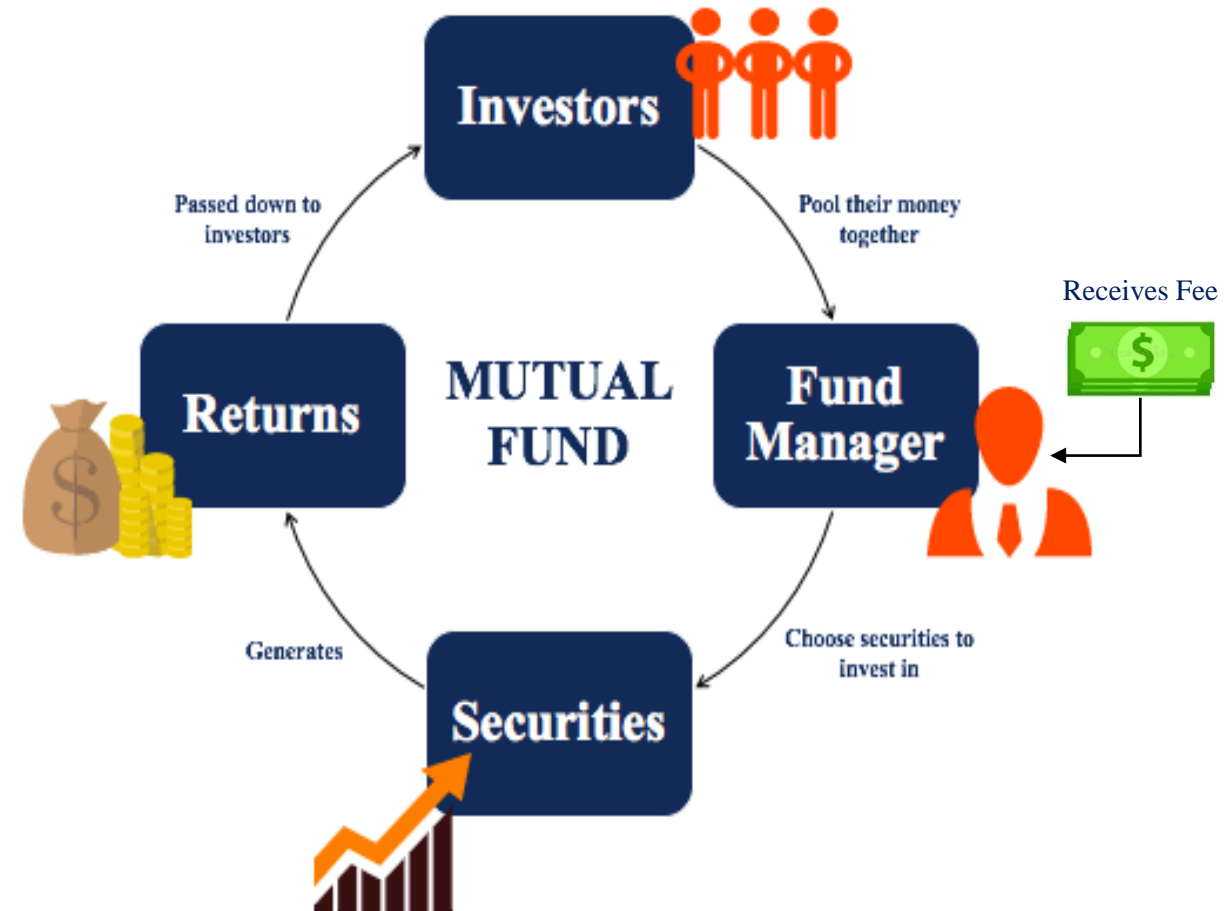 Investors
Passed down to
investors
Pool their money
together
Receives Fee
$
Returns
MUTUAL
FUND
Fund
Manager
$
Generates
Choose securities to
invest in
Securities